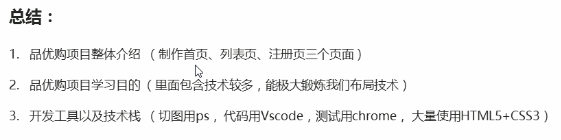 总结：
1. 品优购项目整体介绍 （ 制作首页、列表页、注册页三个页面 ）
2. 品优购项目学习目的（ 里面包含技术较多，能极大锻炼我们布局技术 ）
3. 开发工具以及技术栈 （ 切图用ps ，代码用Vscode，测试用chrome， 大量使用HTML5+CSS3 ）